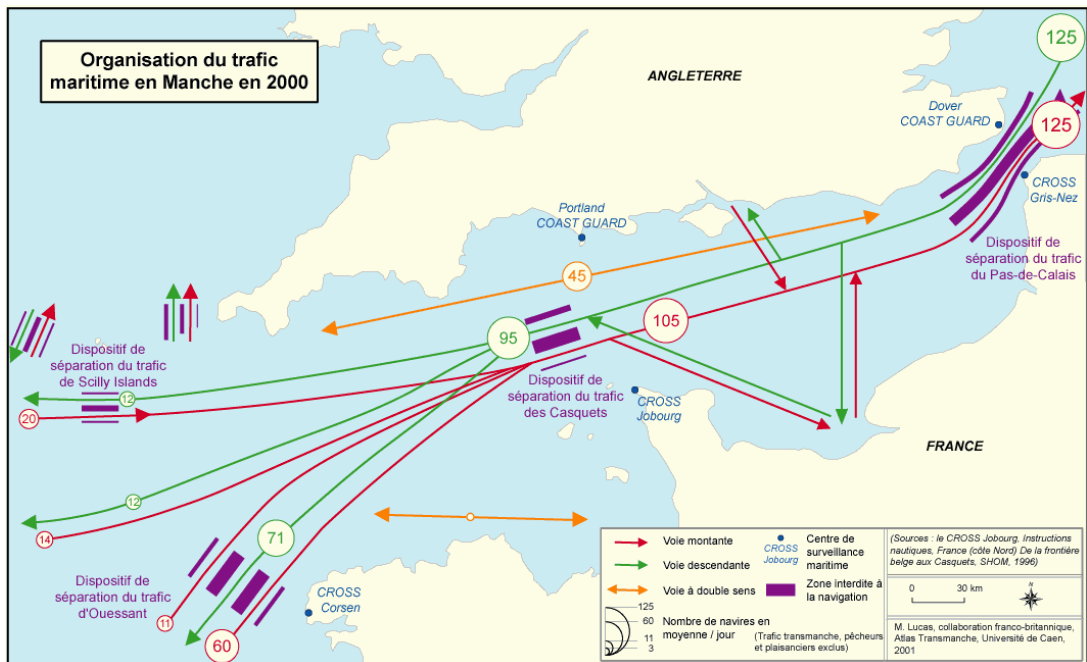 Organisation du trafic
maritime en Manche en 2000
ANGLETERRE
125
Dover
COAST GUARD
125
CROSS
Gris-Nez
Portland
COAST GUARD
Dispositif de
séparation du trafic
du Pas-de-Calais
45
105
95
Dispositif de
séparation du trafic
de Scilly Islands
12
20
Dispositif de
séparation du trafic
des Casquets
CROSS
Jobourg
FRANCE
12
14
71
Dispositif de
séparation du trafic
d'Ouessant
11
60
CROSS
Corsen
Voie montante
Voie descendante
Voie à double sens
Nombre de navires en
moyenne / jour
125
60
11
3
(Trafic transmanche, pêcheurs
et plaisanciers exclus)
CROSS
Jobourg
Centre de
surveillance
maritime
Zone interdite à
la navigation
(Sources : le CROSS Jobourg, Instructions
nautiques, France (côte Nord) De la frontière
belge aux Casquets, SHOM, 1996)
0 30 km
N
M. Lucas, collaboration franco-britannique,
Atlas Transmanche, Université de Caen,
2001